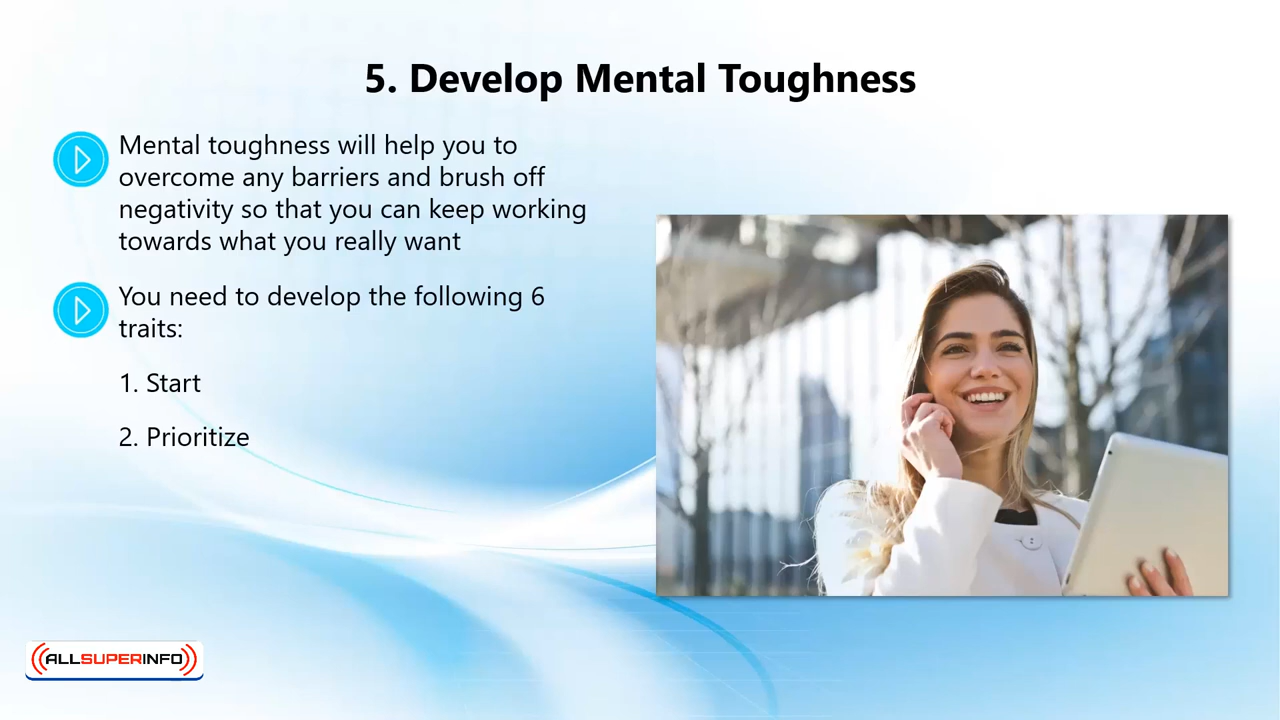 5. Develop Mental Toughness
Mental toughness will help you to
overcome any barriers and brush off
negativity so that you can keep working
towards what you really want
You need to develop the following 6
traits:
1. Start
2. Prioritize
ALLSUPERINFO